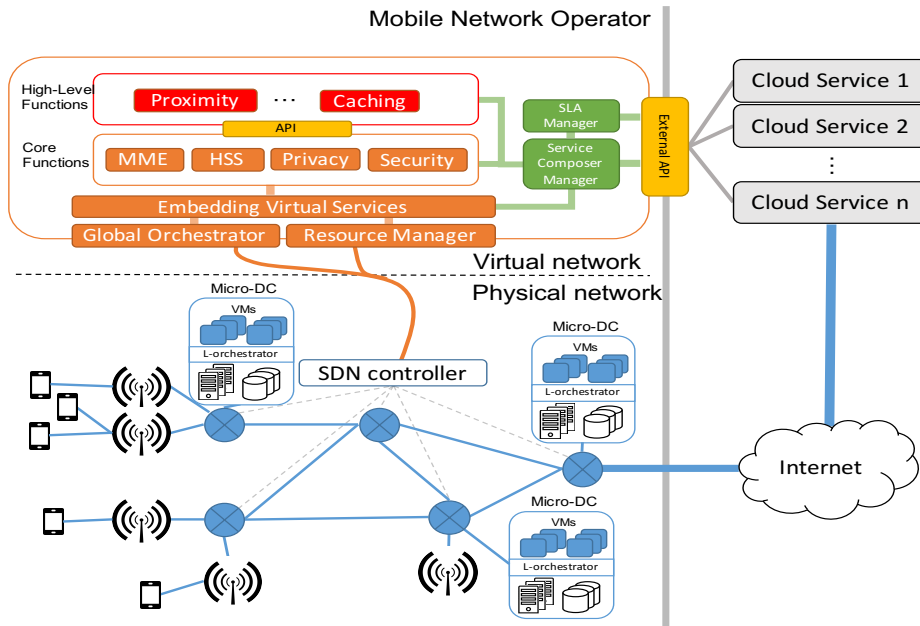 Mobile Network Operator
High-Level
Functions
Proximity
...
Caching
API
Core
Functions
MME
HSS
Privacy
Security
SLA
Manager
Service
Composer
Manager
External API
Embedding Virtual Services
Global Orchestrator
Resource Manager
Cloud Service 1
Cloud Service 2
⋮
Cloud Service n
Virtual network
Physical network
Micro-DC
VMs
L-orchestrator
SDN controller
Micro-DC
VMs
L-orchestrator
Internet
Micro-DC
VMs
L-orchestrator